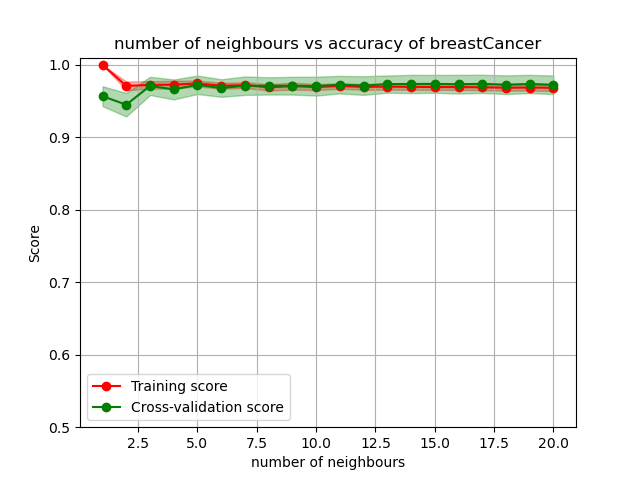 number of neighbours vs accuracy of breastCancer
1.0
0.9
0.8
0.7
0.6
0.5
Score
Training score
Cross-validation score
2.5 5.0 7.5 10.0 12.5 15.0 17.5 20.0
number of neighbours